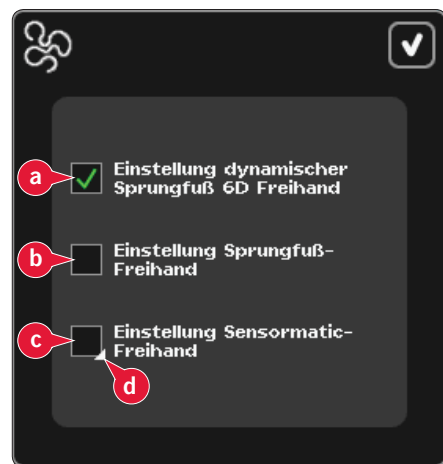 a
Einstellung dynamischer
Sprungfuß 6D Freihand
b
Einstellung Sprungfuß-
Freihand
c
Einstellung Sensormatic-
Freihand
d